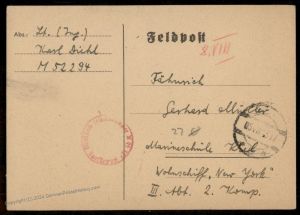 Abs: Lt. (Ing.)
Karl Diehl
M 52294
Feldpost
8.VIII
Fähnrich
Gerhard Müller
27
Marineschule Kiel
Wohnschiff „New York"
III. Abt. 2. Komp.